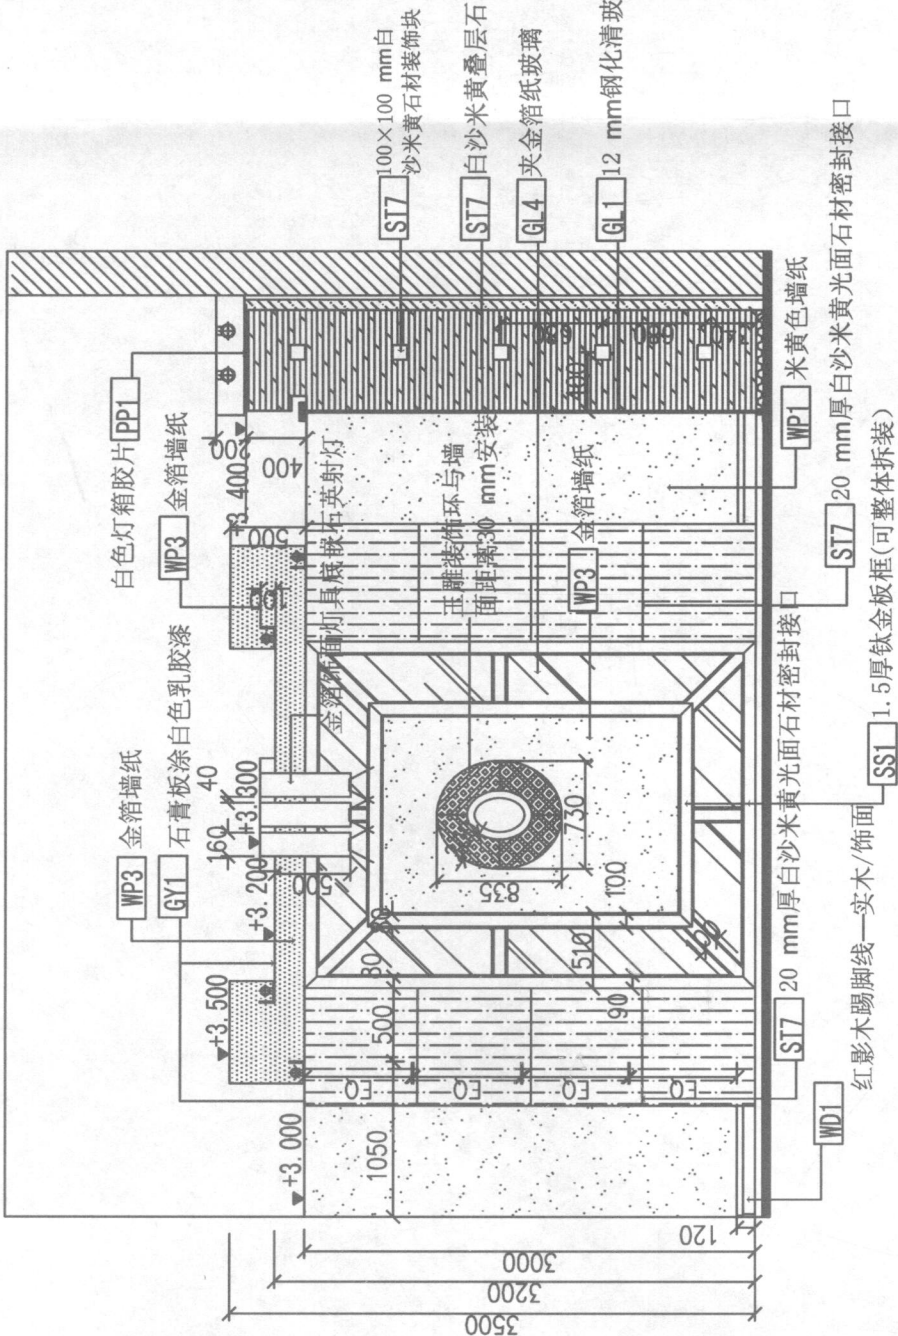 100×100 mm白
沙米黄石材装饰块
ST7
ST7 白沙米黄叠层石
GL4 夹金箔纸玻璃
GL1 12 mm钢化清玻
白色灯箱胶片 PP1
WP3 金箔墙纸
WP3 金箔墙纸
GY1 石膏板涂白色乳胶漆
金箔饰面灯具底嵌石英射灯
玉雕装饰环与墙
面距离30 mm安装
WP3 金箔墙纸
WP1 米黄色墙纸
ST7 20 mm厚白沙米黄光面石材密封接口
SS1 1.5厚钛金板框(可整体拆装)
ST7 20 mm厚白沙米黄光面石材密封接口
WD1 红影木踢脚线—实木/饰面
+3.000
+3.500
+3.200
+3.300
+3.400
160
40
200
400
500
500
1050
500
80
510
90
100
835
730
EQ
EQ
EQ
EQ
120
3000
3200
3500